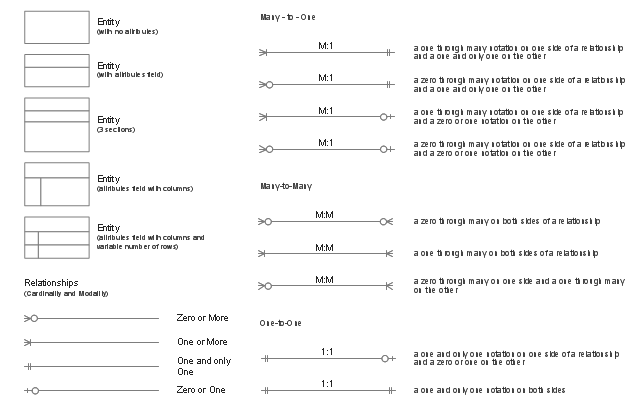 Entity
(with no attributes)
Entity
(with attributes field)
Entity
(3 sections)
Entity
(attributes field with columns)
Entity
(attributes field with columns and
variable number of rows)
Relationships
(Cardinality and Modality)
Zero or More
One or More
One and only
One
Zero or One
Many - to - One
M:1
a one through many notation on one side of a relationship
and a one and only one on the other
M:1
a zero through many notation on one side of a relationship
and a one and only one on the other
M:1
a one through many notation on one side of a relationship
and a zero or one notation on the other
M:1
a zero through many notation on one side of a relationship
and a zero or one notation on the other
Many-to-Many
M:M
a zero through many on both sides of a relationship
M:M
a one through many on both sides of a relationship
M:M
a zero through many on one side and a one through many
on the other
One-to-One
1:1
a one and only one notation on one side of a relationship
and a zero or one on the other
1:1
a one and only one notation on both sides